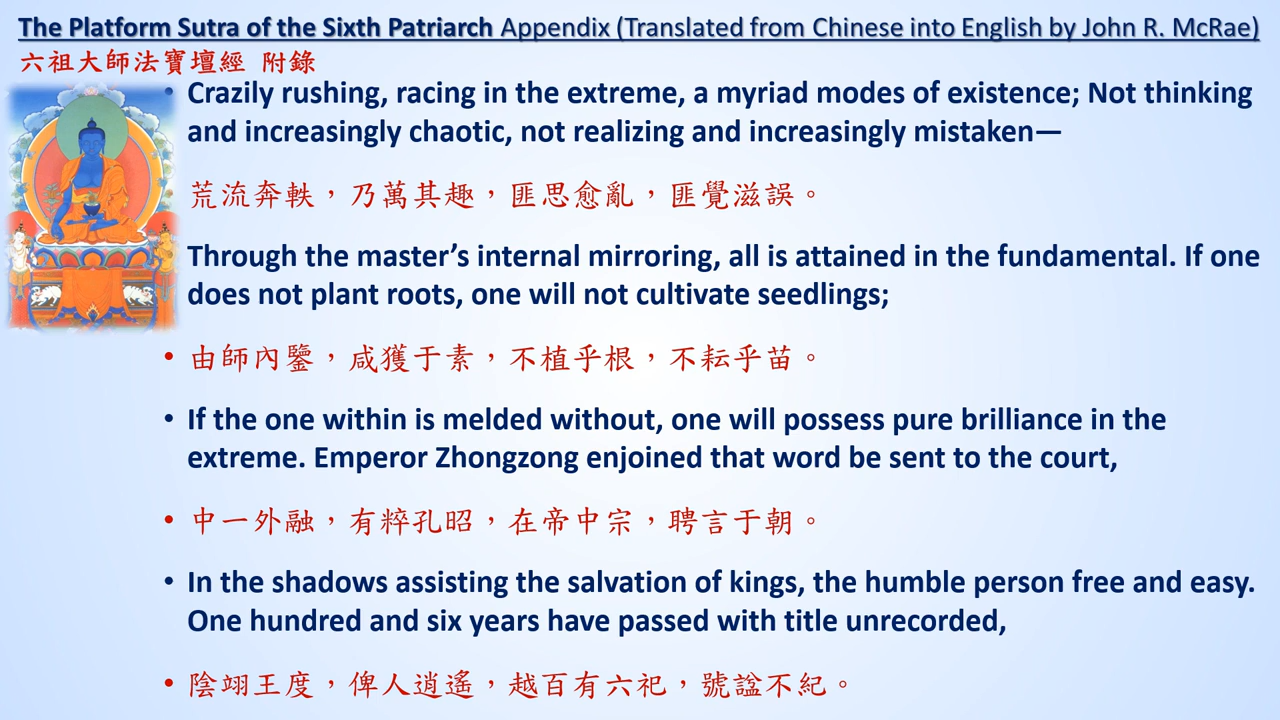 The Platform Sutra of the Sixth Patriarch Appendix (Translated from Chinese into English by John R. McRae)
六祖大師法寶壇經 附錄
• Crazily rushing, racing in the extreme, a myriad modes of existence; Not thinking
and increasingly chaotic, not realizing and increasingly mistaken—
荒流奔軼，乃萬其趣，匪思愈亂，匪覺滋誤。
Through the master’s internal mirroring, all is attained in the fundamental. If one
does not plant roots, one will not cultivate seedlings;
• 由師內鑒，咸獲于素，不植乎根，不耘乎苗。
• If the one within is melded without, one will possess pure brilliance in the
extreme. Emperor Zhongzong enjoined that word be sent to the court,
• 中一外融，有粹孔昭，在帝中宗，聘言于朝。
• In the shadows assisting the salvation of kings, the humble person free and easy.
One hundred and six years have passed with title unrecorded,
• 陰翊王度，俾人逍遙，越百有六祀，號諡不紀。